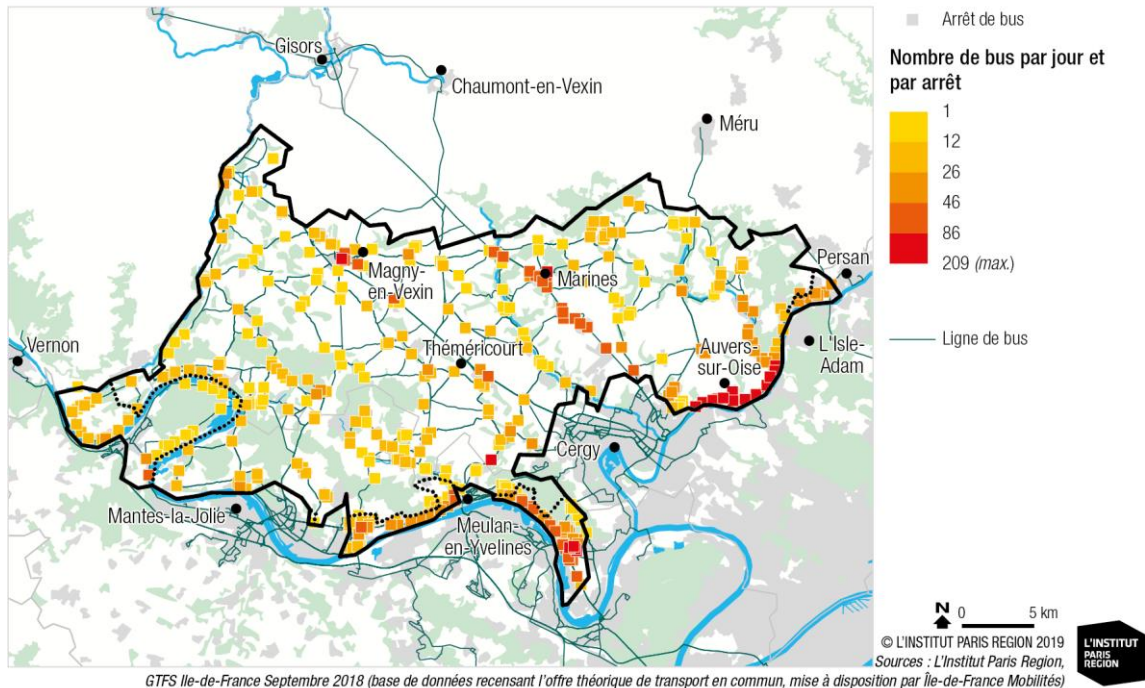 Arrêt de bus
Nombre de bus par jour et
par arrêt
1
12
26
46
86
209 (max.)
Ligne de bus
Gisors
Chaumont-en-Vexin
Méru
Persan
Magny-
en-Vexin
Marines
L'Isle-
Adam
Vernon
Théméricourt
Auvers-
sur-Oise
Cergy
Mantes-la-Jolie
Meulan-
en-Yvelines
N
0 5 km
© L'INSTITUT PARIS REGION 2019
Sources : L'Institut Paris Region,
GTFS Ile-de-France Septembre 2018 (base de données recensant l'offre théorique de transport en commun, mise à disposition par Île-de-France Mobilités)
L'INSTITUT
PARIS
REGION